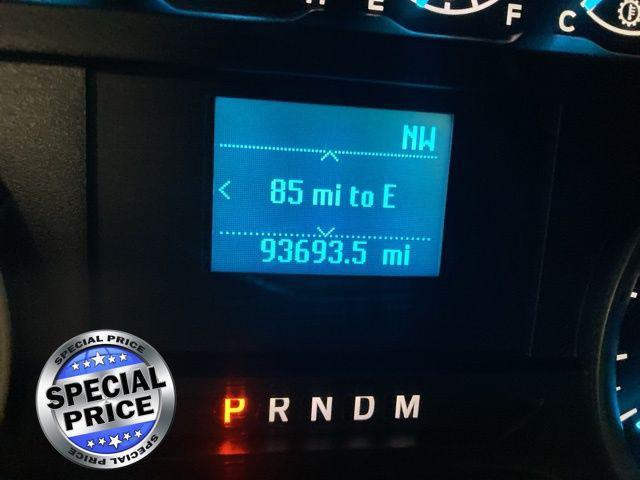 H E F C
NW
85 mi to E
93693.5 mi
P R N D M
SPECIAL PRICE
SPECIAL
PRICE
SPECIAL PRICE